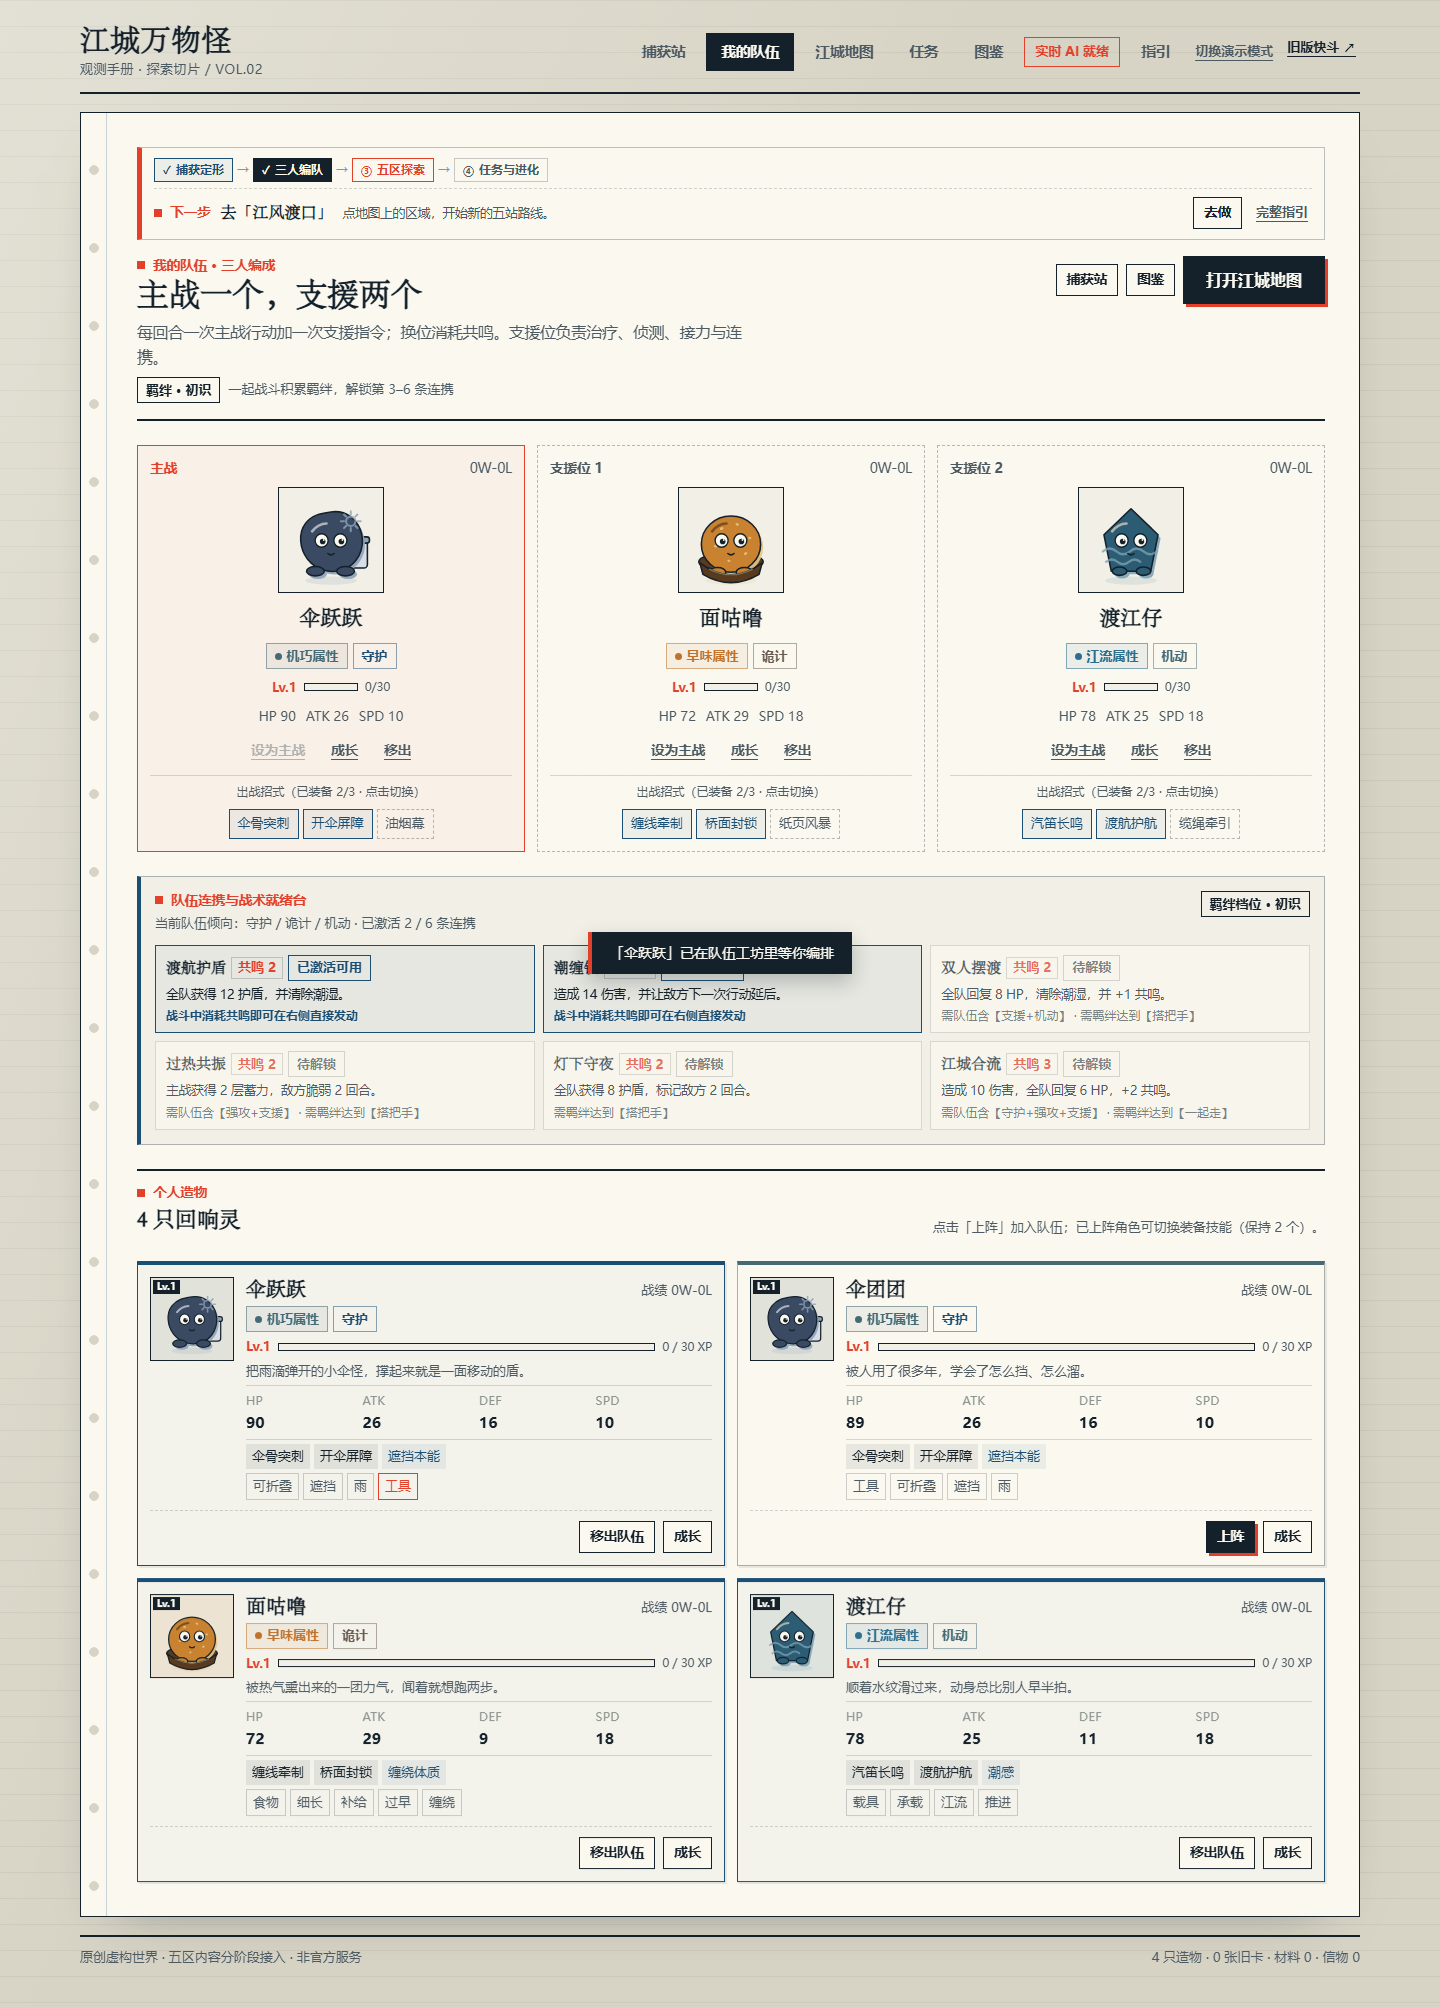 江城万物怪
观测手册 · 探索切片 / VOL.02
捕获站 我的队伍 江城地图 任务 图鉴 实时 AI 就绪 指引 切换演示模式 旧版快斗 ↗
✓ 捕获定形 → ✓ 三人编队 → ③ 五区探索 → ④ 任务与进化
下一步 去「江风渡口」 点地图上的区域，开始新的五站路线。 去做 完整指引
我的队伍 • 三人编成
主战一个，支援两个
捕获站 图鉴 打开江城地图
每回合一次主战行动加一次支援指令；换位消耗共鸣。支援位负责治疗、侦测、接力与连
携。
羁绊 • 初识 一起战斗积累羁绊，解锁第 3–6 条连携
主战 0W-0L
伞跃跃
机巧属性 守护
Lv.1 0/30
HP 90 ATK 26 SPD 10
设为主战 成长 移出
出战招式（已装备 2/3 · 点击切换）
伞骨突刺 开伞屏障 油烟幕
支援位 1 0W-0L
面咕噜
早味属性 诡计
Lv.1 0/30
HP 72 ATK 29 SPD 18
设为主战 成长 移出
出战招式（已装备 2/3 · 点击切换）
缠线牵制 桥面封锁 纸页风暴
支援位 2 0W-0L
渡江仔
江流属性 机动
Lv.1 0/30
HP 78 ATK 25 SPD 18
设为主战 成长 移出
出战招式（已装备 2/3 · 点击切换）
汽笛长鸣 渡航护航 缆绳牵引
队伍连携与战术就绪台
当前队伍倾向：守护 / 诡计 / 机动 · 已激活 2 / 6 条连携
羁绊档位 • 初识
「伞跃跃」已在队伍工坊里等你编排
渡航护盾 共鸣 2 已激活可用
全队获得 12 护盾，并清除潮湿。
战斗中消耗共鸣即可在右侧直接发动
潮缠
造成 14 伤害，并让敌方下一次行动延后。
战斗中消耗共鸣即可在右侧直接发动
双人摆渡 共鸣 2 待解锁
全队回复 8 HP，清除潮湿，并 +1 共鸣。
需队伍含【支援+机动】 · 需羁绊达到【搭把手】
过热共振 共鸣 2 待解锁
主战获得 2 层蓄力，敌方脆弱 2 回合。
需队伍含【强攻+支援】 · 需羁绊达到【搭把手】
灯下守夜 共鸣 2 待解锁
全队获得 8 护盾，标记敌方 2 回合。
需羁绊达到【搭把手】
江城合流 共鸣 3 待解锁
造成 10 伤害，全队回复 6 HP，+2 共鸣。
需队伍含【守护+强攻+支援】 · 需羁绊达到【一起走】
个人造物
4 只回响灵
点击「上阵」加入队伍；已上阵角色可切换装备技能（保持 2 个）。
Lv.1 伞跃跃 战绩 0W-0L
机巧属性 守护
Lv.1 0 / 30 XP
把雨滴弹开的小伞怪，撑起来就是一面移动的盾。
HP ATK DEF SPD
90 26 16 10
伞骨突刺 开伞屏障 遮挡本能
可折叠 遮挡 雨 工具
移出队伍 成长
Lv.1 伞团团 战绩 0W-0L
机巧属性 守护
Lv.1 0 / 30 XP
被人用了很多年，学会了怎么挡、怎么溜。
HP ATK DEF SPD
89 26 16 10
伞骨突刺 开伞屏障 遮挡本能
工具 可折叠 遮挡 雨
上阵 成长
Lv.1 面咕噜 战绩 0W-0L
早味属性 诡计
Lv.1 0 / 30 XP
被热气熏出来的一团力气，闻着就想跑两步。
HP ATK DEF SPD
72 29 9 18
缠线牵制 桥面封锁 缠绕体质
食物 细长 补给 过早 缠绕
移出队伍 成长
Lv.1 渡江仔 战绩 0W-0L
江流属性 机动
Lv.1 0 / 30 XP
顺着水纹滑过来，动身总比别人早半拍。
HP ATK DEF SPD
78 25 11 18
汽笛长鸣 渡航护航 潮感
载具 承载 江流 推进
移出队伍 成长
原创虚构世界 · 五区内容分阶段接入 · 非官方服务
4 只造物 · 0 张旧卡 · 材料 0 · 信物 0